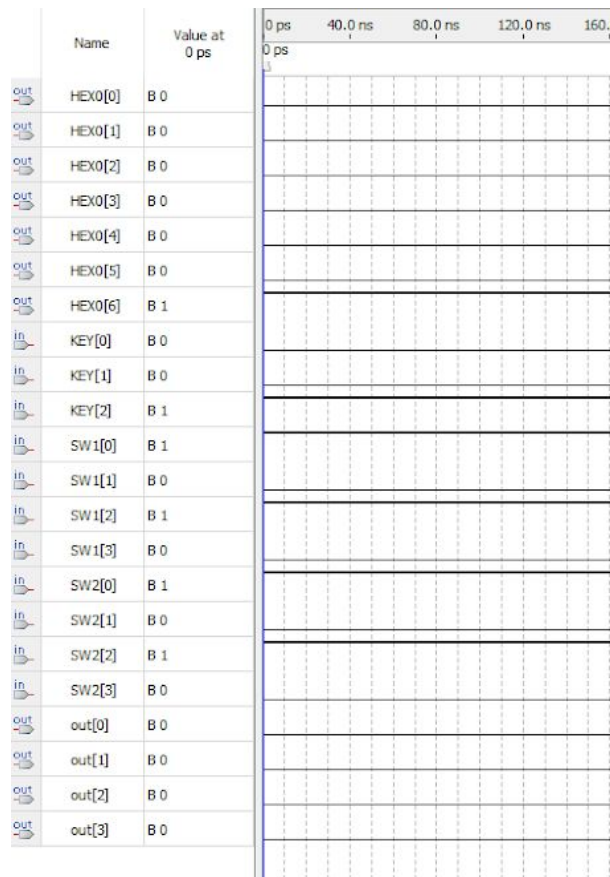 Name Value at 0 ps 0 ps 40.0 ns 80.0 ns 120.0 ns 160.
0 ps
out HEX0[0] B 0
out HEX0[1] B 0
out HEX0[2] B 0
out HEX0[3] B 0
out HEX0[4] B 0
out HEX0[5] B 0
out HEX0[6] B 1
in KEY[0] B 0
in KEY[1] B 0
in KEY[2] B 1
in SW1[0] B 1
in SW1[1] B 0
in SW1[2] B 1
in SW1[3] B 0
in SW2[0] B 1
in SW2[1] B 0
in SW2[2] B 1
in SW2[3] B 0
out out[0] B 0
out out[1] B 0
out out[2] B 0
out out[3] B 0